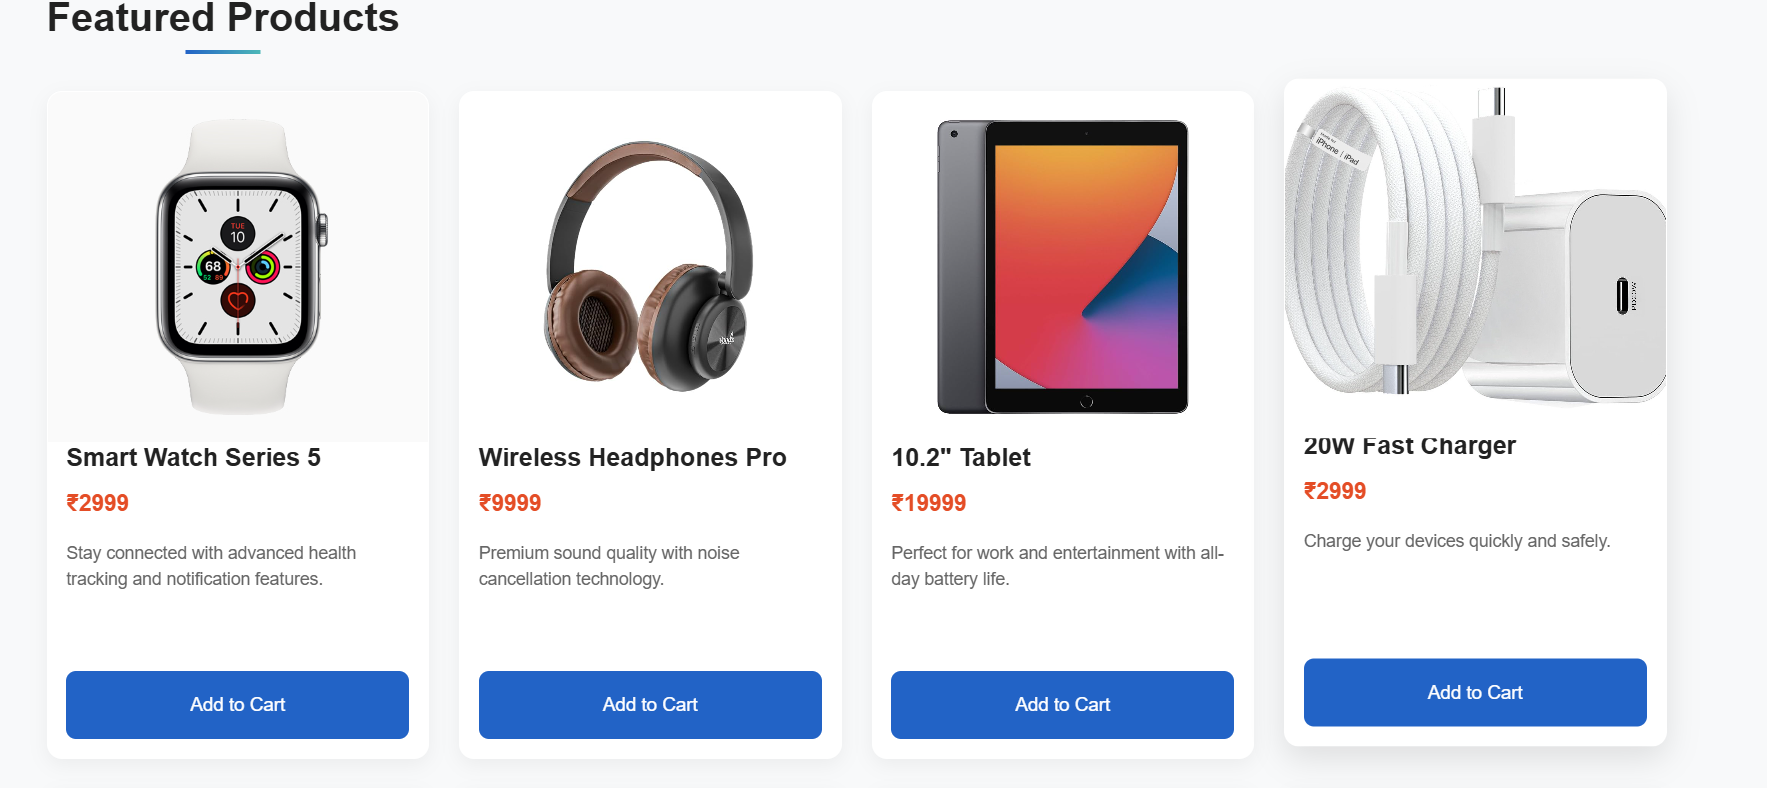 Featured Products
TUE
10
68
52 89
iPhone | iPad
Smart Watch Series 5
Wireless Headphones Pro
10.2" Tablet
20W Fast Charger
₹2999
₹9999
₹19999
₹2999
Stay connected with advanced health
tracking and notification features.
Premium sound quality with noise
cancellation technology.
Perfect for work and entertainment with all-
day battery life.
Charge your devices quickly and safely.
Add to Cart
Add to Cart
Add to Cart
Add to Cart